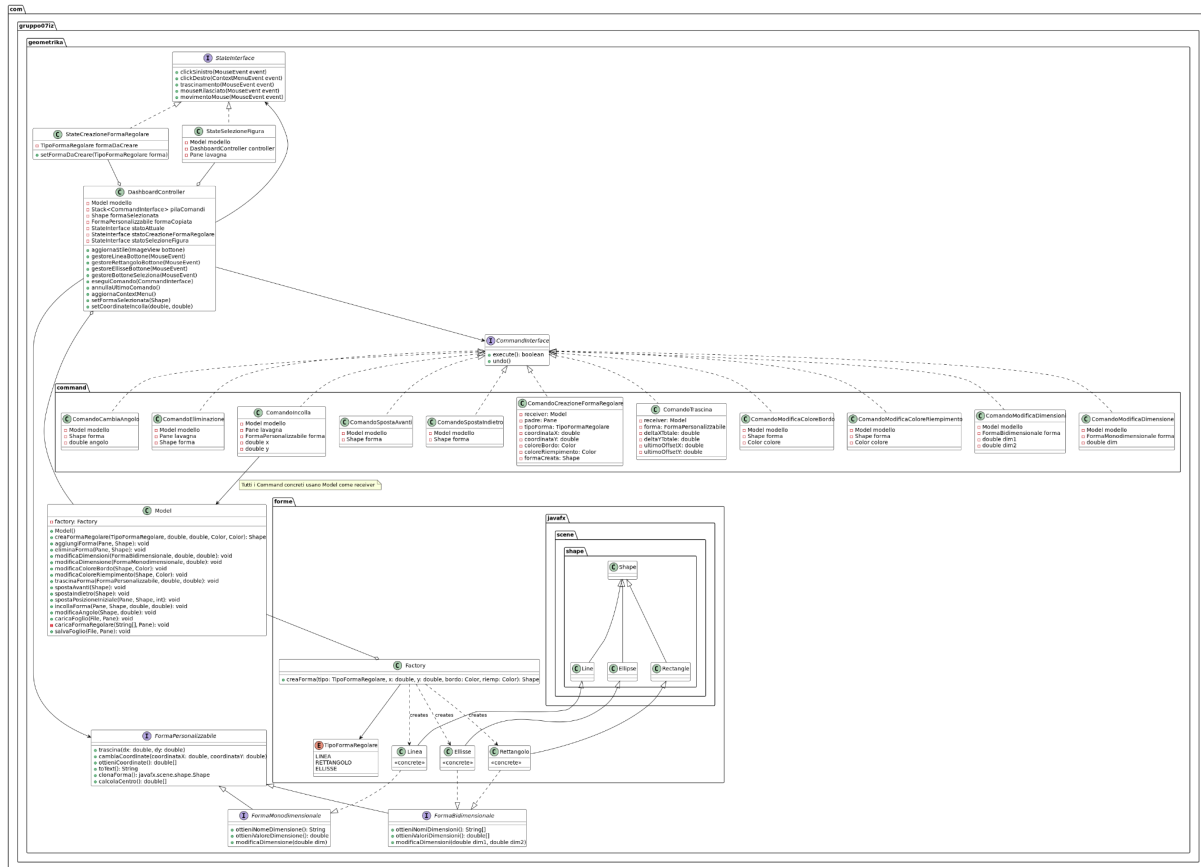 com
gruppo07iz
geometrika
I StateInterface
clickSinistro(MouseEvent event)
clickDestro(ContextMenuEvent event)
trascinamento(MouseEvent event)
mouseRilasciato(MouseEvent event)
movimentoMouse(MouseEvent event)
C StateCreazioneFormaRegolare
TipoFormaRegolare formaDaCreare
setFormaDaCreare(TipoFormaRegolare forma)
C StateSelezioneFigura
Model modello
DashboardController controller
Pane lavagna
C DashboardController
Model modello
Stack<CommandInterface> pilaComandi
Shape formaSelezionata
FormaPersonalizzabile formaCopiata
StateInterface statoAttuale
StateInterface statoCreazioneFormaRegolare
StateInterface statoSelezioneFigura
aggiornaStile(ImageView bottone)
gestoreLineaBottone(MouseEvent)
gestoreRettangoloBottone(MouseEvent)
gestoreEllisseBottone(MouseEvent)
gestoreBottoneSeleziona(MouseEvent)
eseguiComando(CommandInterface)
annullaUltimoComando()
aggiornaContextMenu()
setFormaSelezionata(Shape)
setCoordinateIncolla(double, double)
I CommandInterface
execute(): boolean
undo()
command
C ComandoCambiaAngolo
Model modello
Shape forma
double angolo
C ComandoEliminazione
Model modello
Pane lavagna
Shape forma
C ComandoIncolla
Model modello
Pane lavagna
FormaPersonalizzabile forma
double x
double y
C ComandoSpostaAvanti
Model modello
Shape forma
C ComandoSpostaIndietro
Model modello
Shape forma
C ComandoCreazioneFormaRegolare
receiver: Model
padre: Pane
tipoForma: TipoFormaRegolare
coordinataX: double
coordinataY: double
coloreBordo: Color
coloreRiempimento: Color
formaCreata: Shape
C ComandoTrascina
receiver: Model
forma: FormaPersonalizzabile
deltaXTotale: double
deltaYTotale: double
ultimoOffsetX: double
ultimoOffsetY: double
C ComandoModificaColoreBordo
Model modello
Shape forma
Color colore
C ComandoModificaColoreRiempimento
Model modello
Shape forma
Color colore
C ComandoModificaDimensioni
Model modello
FormaBidimensionale forma
double dim1
double dim2
C ComandoModificaDimensione
Model modello
FormaMonodimensionale forma
double dim
Tutti i Command concreti usano Model come receiver
C Model
factory: Factory
Model()
creaFormaRegolare(TipoFormaRegolare, double, double, Color, Color): Shape
aggiungiForma(Pane, Shape): void
eliminaForma(Pane, Shape): void
modificaDimensioni(FormaBidimensionale, double, double): void
modificaDimensione(FormaMonodimensionale, double): void
modificaColoreBordo(Shape, Color): void
modificaColoreRiempimento(Shape, Color): void
trascinaForma(FormaPersonalizzabile, double, double): void
spostaAvanti(Shape): void
spostaIndietro(Shape): void
spostaPosizioneIniziale(Pane, Shape, int): void
incollaForma(Pane, Shape, double, double): void
modificaAngolo(Shape, double): void
caricaFoglio(File, Pane): void
caricaFormaRegolare(String[], Pane): void
salvaFoglio(File, Pane): void
forme
javafx
scene
shape
C Shape
C Line
C Ellipse
C Rectangle
C Factory
creaForma(tipo: TipoFormaRegolare, x: double, y: double, bordo: Color, riemp: Color): Shape
creates
creates
creates
E TipoFormaRegolare
LINEA
RETTANGOLO
ELLISSE
C Linea
«concrete»
C Ellisse
«concrete»
C Rettangolo
«concrete»
I FormaPersonalizzabile
trascina(dx: double, dy: double)
cambiaCoordinate(coordinataX: double, coordinataY: double)
ottieniCoordinate(): double[]
toText(): String
clonaForma(): javafx.scene.shape.Shape
calcolaCentro(): double[]
I FormaMonodimensionale
ottieniNomeDimensione(): String
ottieniValoreDimensione(): double
modificaDimensione(double dim)
I FormaBidimensionale
ottieniNomiDimensioni(): String[]
ottieniValoriDimensioni(): double[]
modificaDimensioni(double dim1, double dim2)